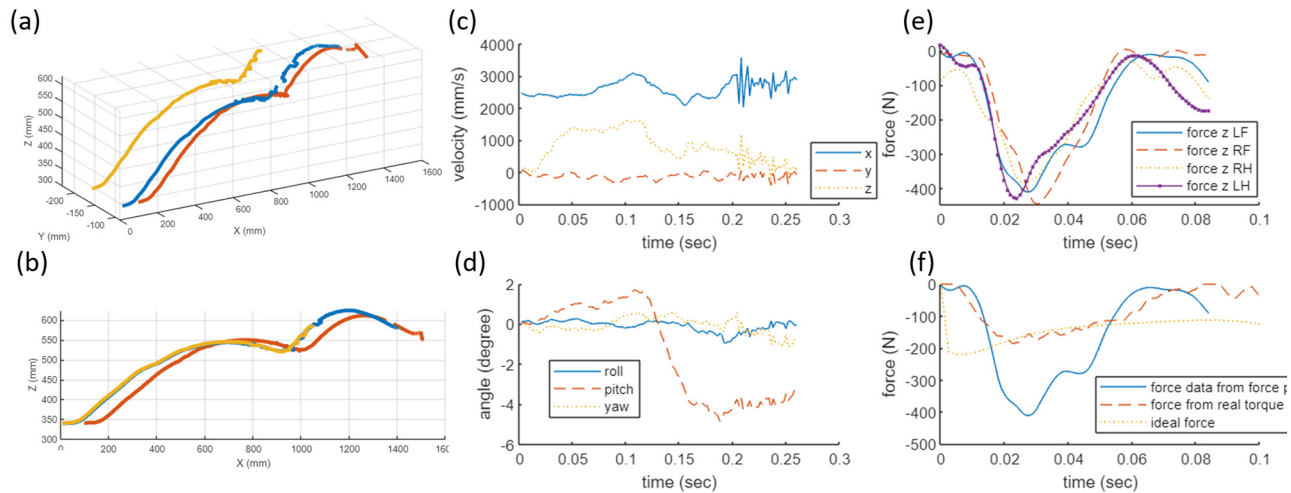 (a)
600
550
500
450
400
350
300
Z (mm)
-200
-150
-100
Y (mm)
0
200
400
600
800
1000
1200
1400
1600
X (mm)
(b)
600
550
500
450
400
350
300
Z (mm)
0
200
400
600
800
1000
1200
1400
X (mm)
(c)
4000
3000
2000
1000
0
-1000
velocity (mm/s)
x
y
z
0
0.05
0.1
0.15
0.2
0.25
0.3
time (sec)
(d)
2
0
-2
-4
-6
angle (degree)
roll
pitch
yaw
0
0.05
0.1
0.15
0.2
0.25
0.3
time (sec)
(e)
0
-100
-200
-300
-400
force (N)
force z LF
force z RF
force z RH
force z LH
0
0.02
0.04
0.06
0.08
0.1
time (sec)
(f)
0
-100
-200
-300
-400
-500
force (N)
force data from force
force from real torque
ideal force
0
0.02
0.04
0.06
0.08
0.1
time (sec)